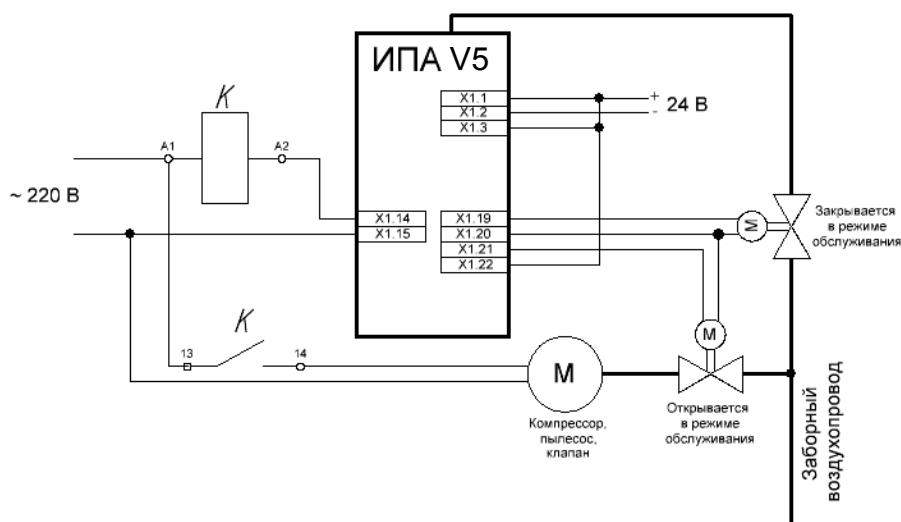 ИПА V5
K
X1.1
X1.2
X1.3
+
-
24 В
A1
A2
~ 220 В
X1.14
X1.15
X1.19
X1.20
X1.21
X1.22
M
Закрывается
в режиме
обслуживания
K
13
14
M
M
Компрессор,
пылесос,
клапан
Открывается
в режиме
обслуживания
Заборный
воздухопровод